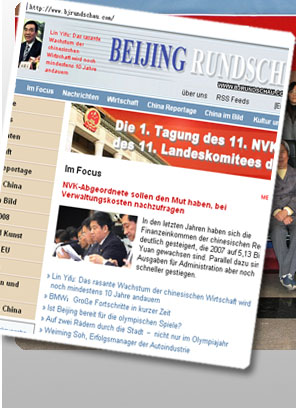 http://www.bjrundschau.com/
Lin Yifu: Das rasante
Wachstum der
chinesischen
Wirtschaft wird noch
mindestens 10 Jahre
andauern
BEIJING RUNDSCH
WWW.BJRUNDSCHAU.CO
über uns RSS Feeds
Im Focus Nachrichten Wirtschaft China Reportage China im Bild Kultur un
Die 1. Tagung des 11. NVK
des 11. Landeskomitees d
Im Focus
NVK-Abgeordnete sollen den Mut haben, bei
Verwaltungskosten nachzufragen
In den letzten Jahren haben sich die
Finanzeinkommen der chinesischen Re
deutlich gesteigert, die 2007 auf 5,13 Bi
Yuan gewachsen sind. Parallel dazu sin
Ausgaben für Administration aber noch
schneller gestiegen.
» Lin Yifu: Das rasante Wachstum der chinesischen Wirtschaft wird
noch mindestens 10 Jahre andauern
» BMWi: Große Fortschritte in kurzer Zeit
» Ist Beijing bereit für die olympischen Spiele?
» Auf zwei Rädern durch die Stadt – nicht nur im Olympiajahr
» Weiming Soh, Erfolgsmanager der Autoindustrie
China
n Bild
008
d Kunst
EU
n und
China